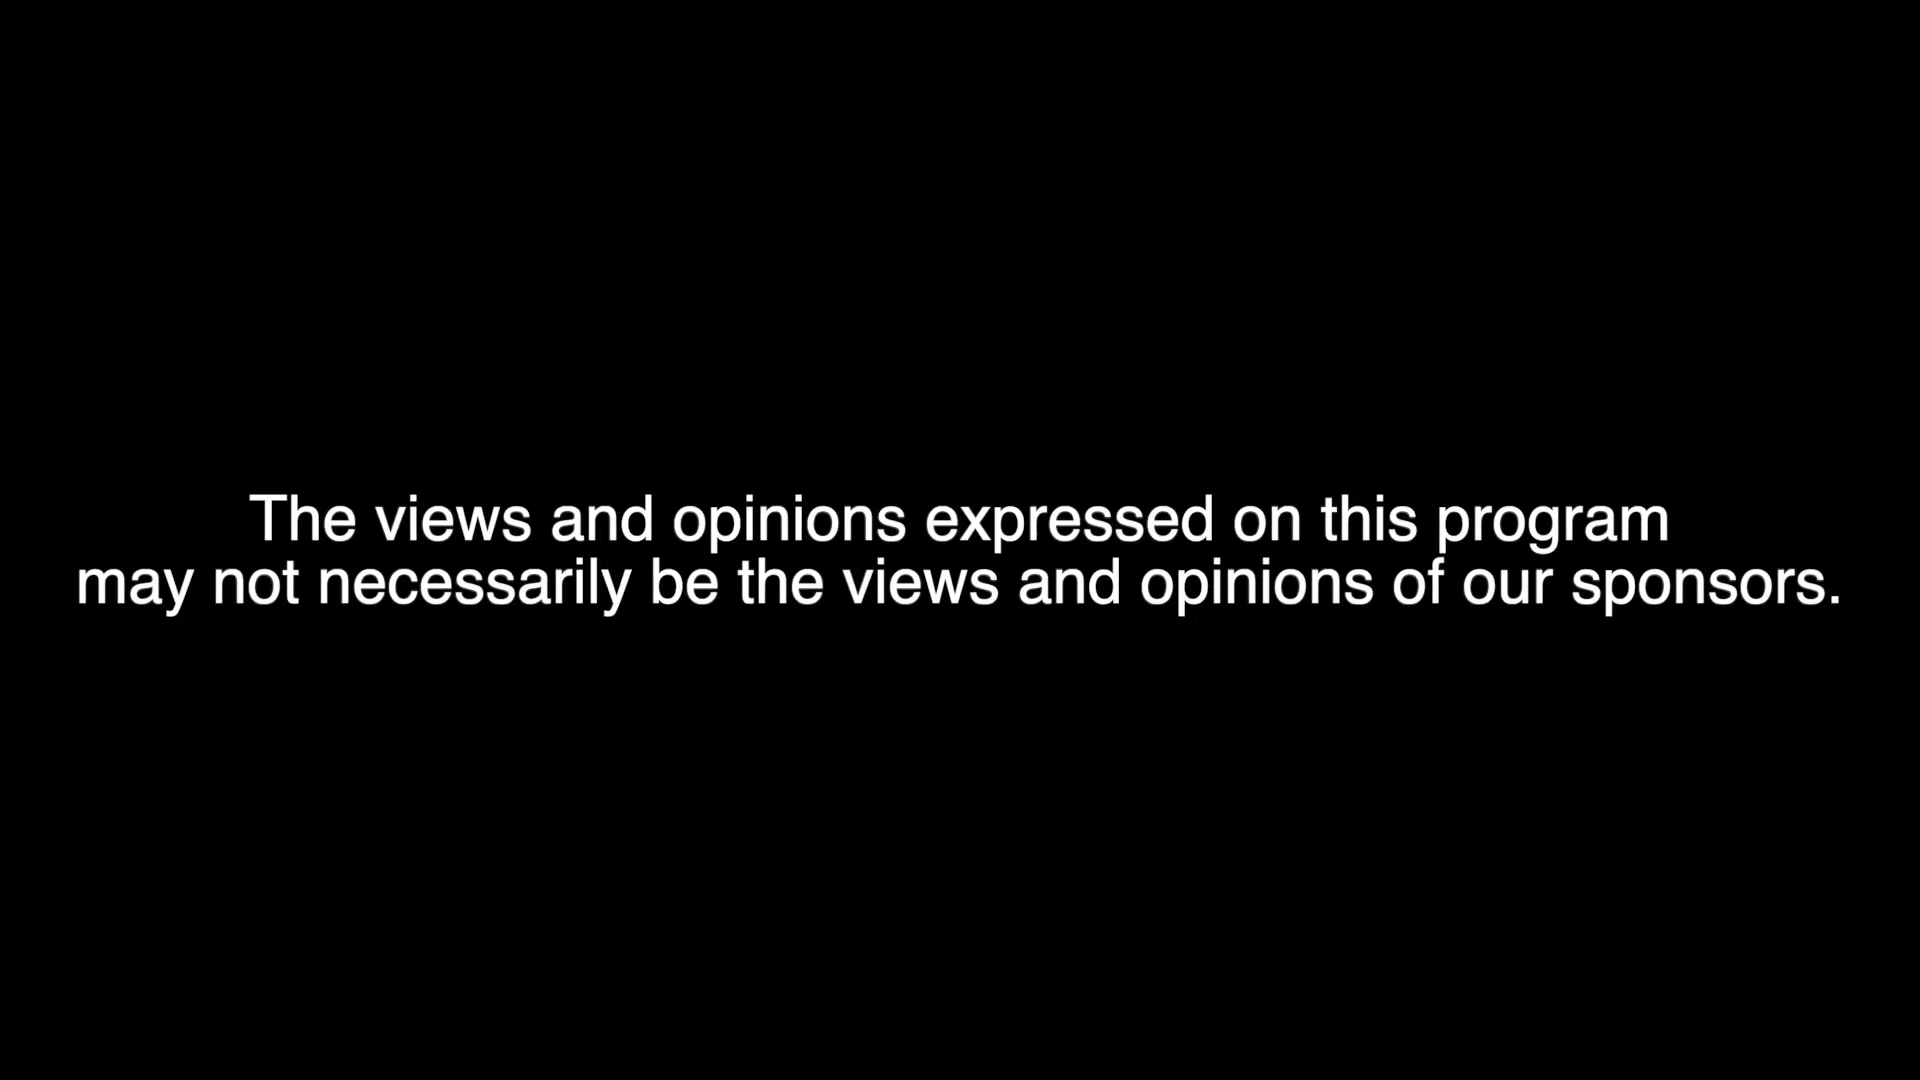 The views and opinions expressed on this program
may not necessarily be the views and opinions of our sponsors.